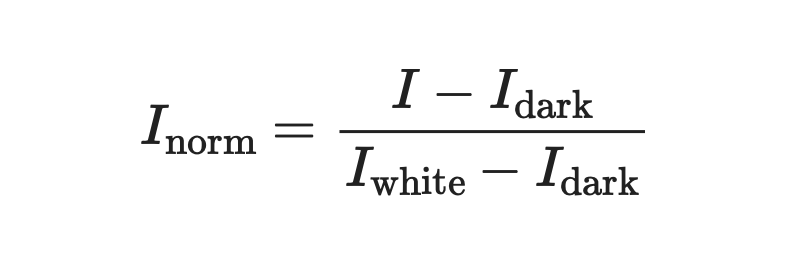 I_norm = (I − I_dark) / (I_white − I_dark)